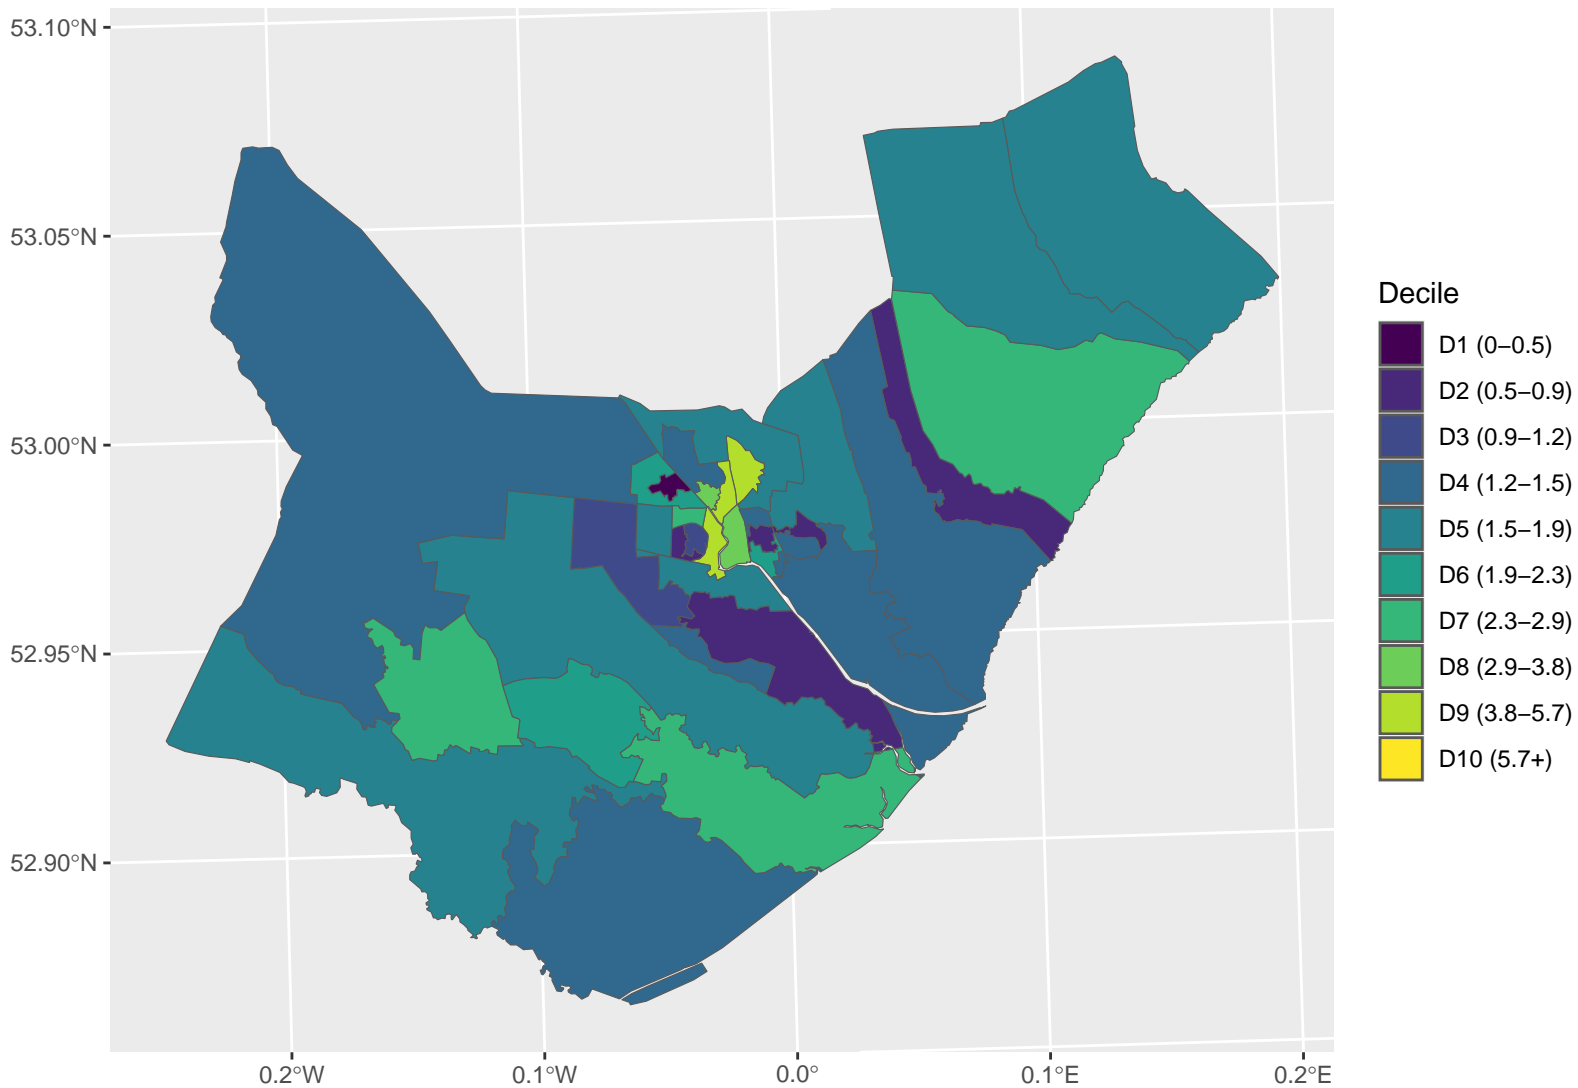 53.10°N
53.05°N
53.00°N
52.95°N
52.90°N
0.2°W
0.1°W
0.0°
0.1°E
0.2°E
Decile
D1 (0−0.5)
D2 (0.5−0.9)
D3 (0.9−1.2)
D4 (1.2−1.5)
D5 (1.5−1.9)
D6 (1.9−2.3)
D7 (2.3−2.9)
D8 (2.9−3.8)
D9 (3.8−5.7)
D10 (5.7+)